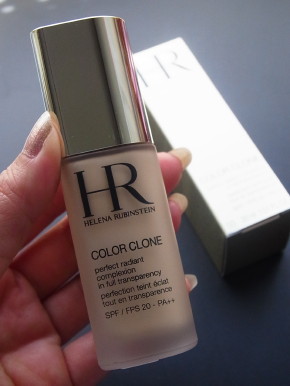 HR
HELENA RUBINSTEIN
COLOR CLONE
perfect radiant
complexion
in full transparency
perfection teint éclat
tout en transparence
SPF / FPS 20 - PA++
HR